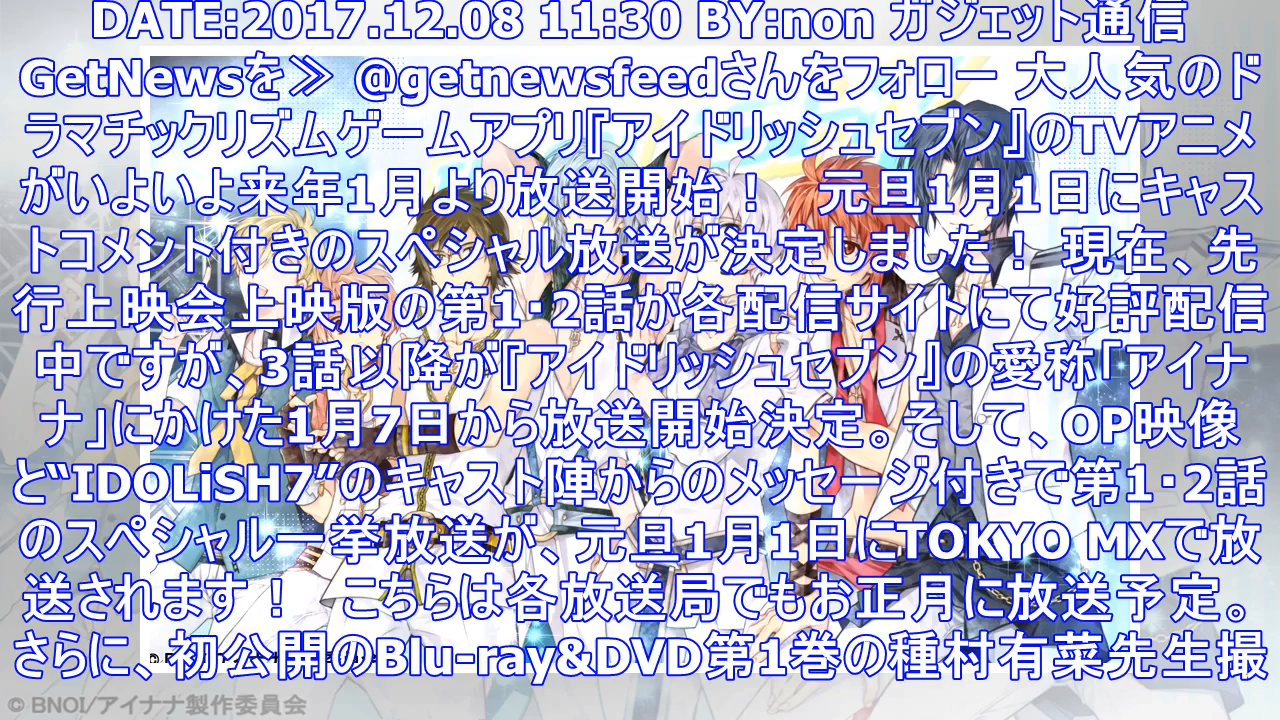 DATE:2017.12.08 11:30 BY:non ガジェット通信
GetNewsを≫ @getnewsfeedさんをフォロー 大人気のド
ラマチックリズムゲームアプリ『アイドリッシュセブン』のTVアニメ
がいよいよ来年1月より放送開始！　元旦1月1日にキャス
トコメント付きのスペシャル放送が決定しました！ 現在、先
行上映会上映版の第1・2話が各配信サイトにて好評配信
中ですが、3話以降が『アイドリッシュセブン』の愛称「アイナ
ナ」にかけた1月7日から放送開始決定。そして、OP映像
と“IDOLiSH7”のキャスト陣からのメッセージ付きで第1・2話
のスペシャル一挙放送が、元旦1月1日にTOKYO MXで放
送されます！　こちらは各放送局でもお正月に放送予定。
さらに、初公開のBlu-ray&DVD第1巻の種村有菜先生撮
© BNOI/アイナナ製作委員会